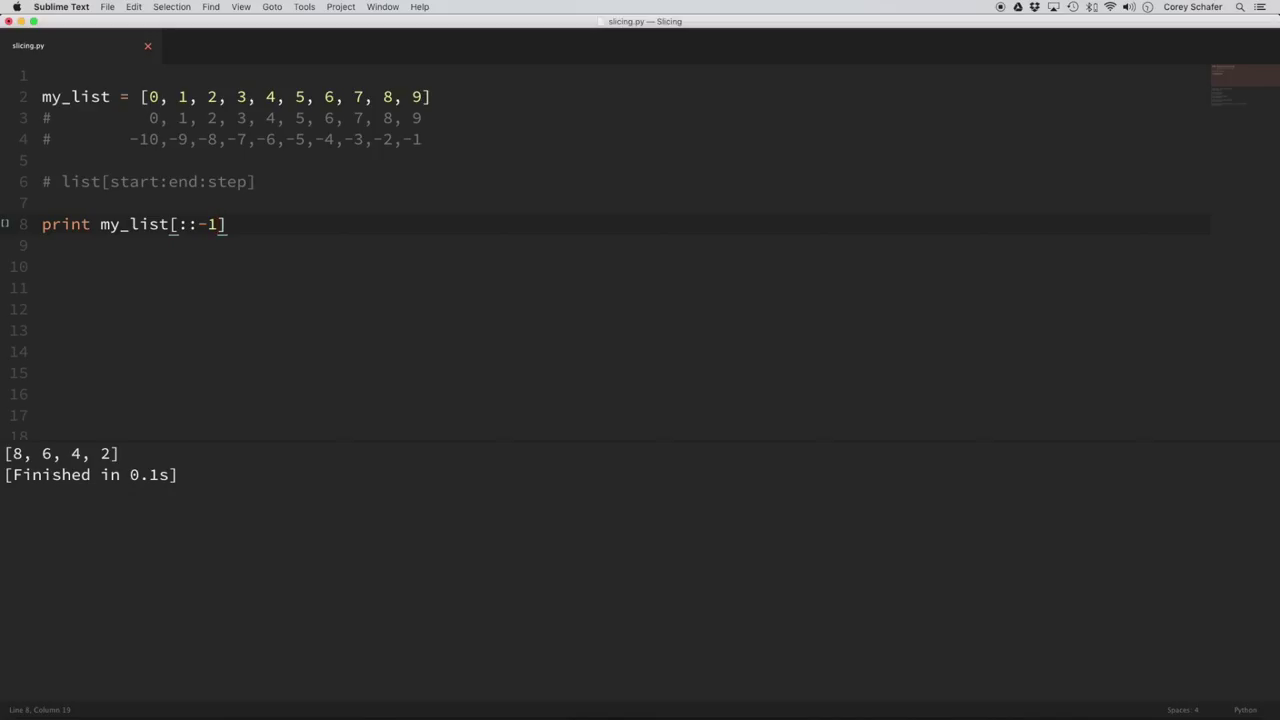 Sublime Text File Edit Selection Find View Goto Tools Project Window Help Corey Schafer
slicing.py — Slicing
slicing.py
1
2 my_list = [0, 1, 2, 3, 4, 5, 6, 7, 8, 9]
3 # 0, 1, 2, 3, 4, 5, 6, 7, 8, 9
4 # -10,-9,-8,-7,-6,-5,-4,-3,-2,-1
5
6 # list[start:end:step]
7
8 print my_list[::-1]
9
10
11
12
13
14
15
16
17
18
[8, 6, 4, 2]
[Finished in 0.1s]
Line 8, Column 19 Spaces: 4 Python